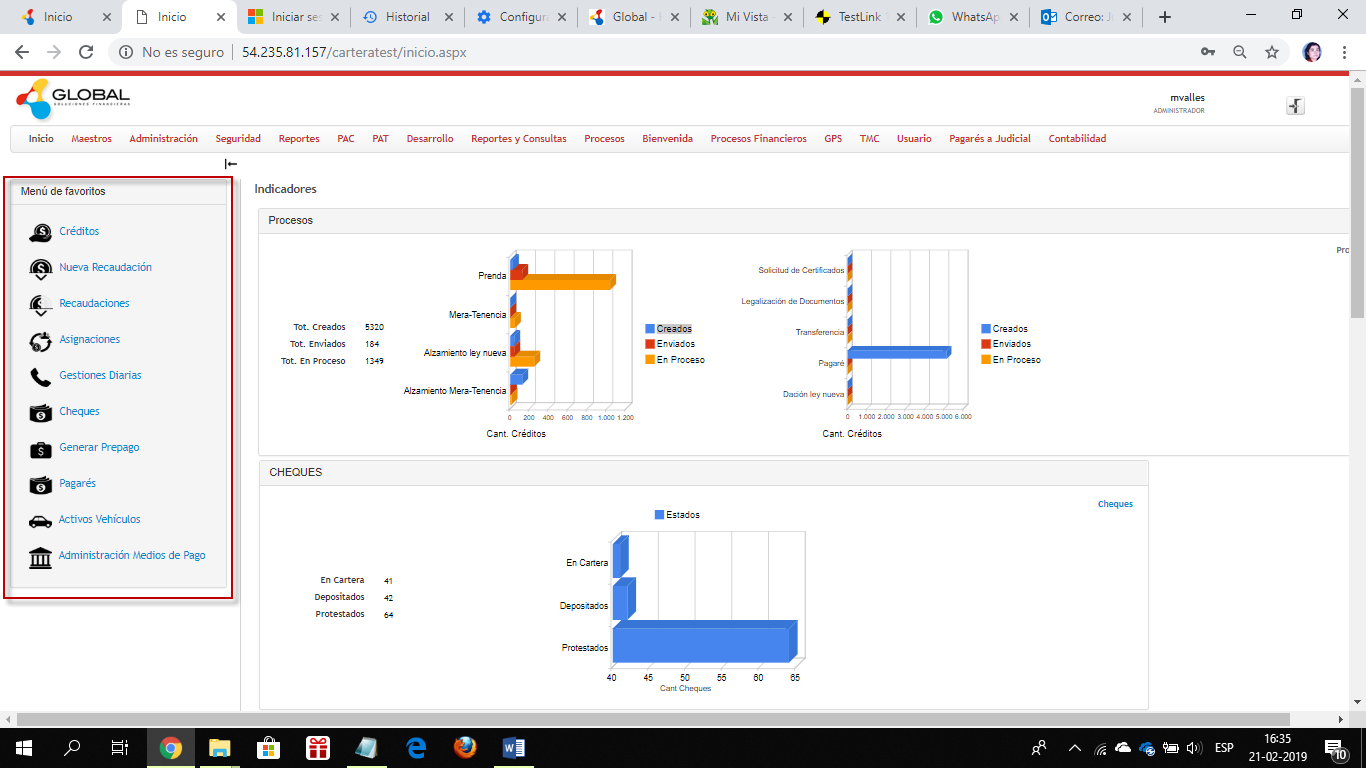 Inicio
Inicio
Iniciar ses
Historial
Configura
Global -
Mi Vista -
TestLink
WhatsAp
Correo: J
No es seguro | 54.235.81.157/carteratest/inicio.aspx
GLOBAL
SOLUCIONES FINANCIERAS
mvalles
ADMINISTRADOR
Inicio Maestros Administración Seguridad Reportes PAC PAT Desarrollo Reportes y Consultas Procesos Bienvenida Procesos Financieros GPS TMC Usuario Pagarés a Judicial Contabilidad
Menú de favoritos
Créditos
Nueva Recaudación
Recaudaciones
Asignaciones
Gestiones Diarias
Cheques
Generar Prepago
Pagarés
Activos Vehículos
Administración Medios de Pago
Indicadores
Procesos
Pro
Tot. Creados 5320
Tot. Enviados 184
Tot. En Proceso 1349
Prenda
Mera-Tenencia
Alzamiento ley nueva
Alzamiento Mera-Tenencia
0 200 400 600 800 1.000 1.200
Cant. Créditos
Creados
Enviados
En Proceso
Solicitud de Certificados
Legalización de Documentos
Transferencia
Pagaré
Dación ley nueva
0 1.000 2.000 3.000 4.000 5.000 6.000
Cant. Créditos
Creados
Enviados
En Proceso
CHEQUES
Cheques
En Cartera 41
Depositados 42
Protestados 64
Estados
En Cartera
Depositados
Protestados
40 45 50 55 60 65
Cant Cheques
ESP
16:35
21-02-2019
10